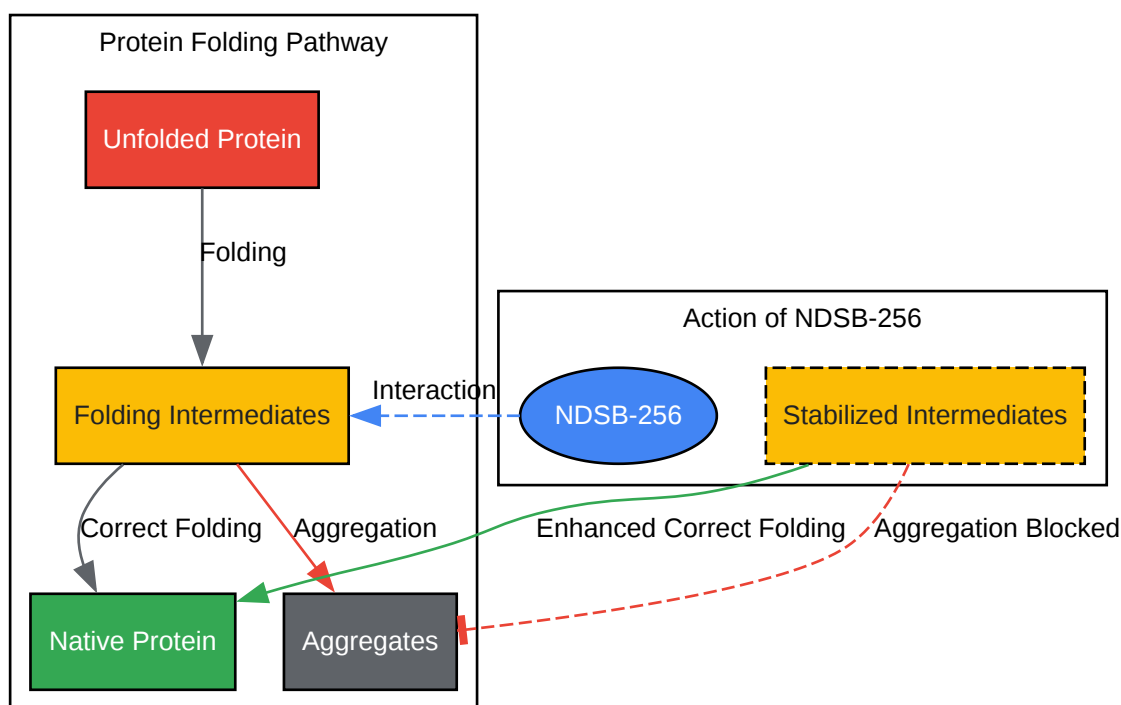 Protein Folding Pathway
Unfolded Protein
Folding
Action of NDSB-256
Interaction
Folding Intermediates
NDSB-256
Stabilized Intermediates
Correct Folding
Aggregation
Enhanced Correct Folding
Aggregation Blocked
Native Protein
Aggregates